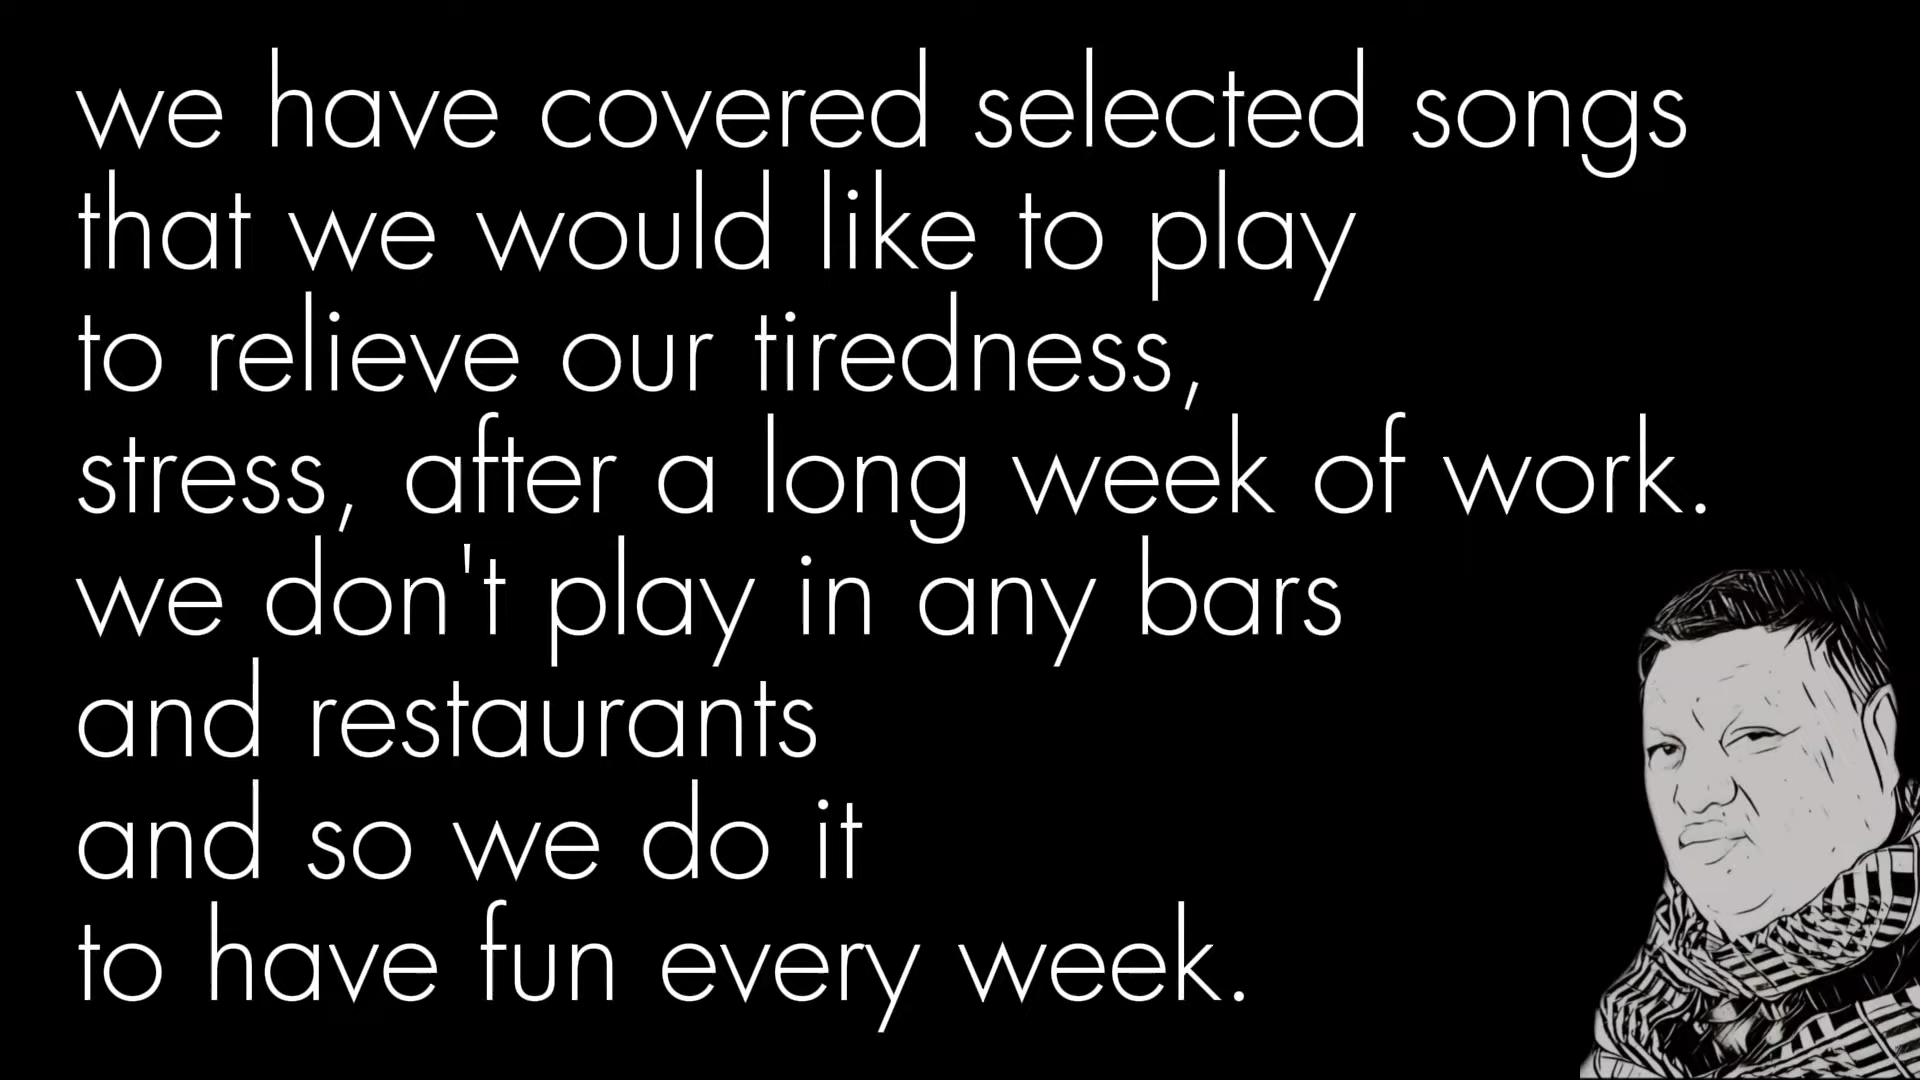 we have covered selected songs
that we would like to play
to relieve our tiredness,
stress, after a long week of work.
we don't play in any bars
and restaurants
and so we do it
to have fun every week.